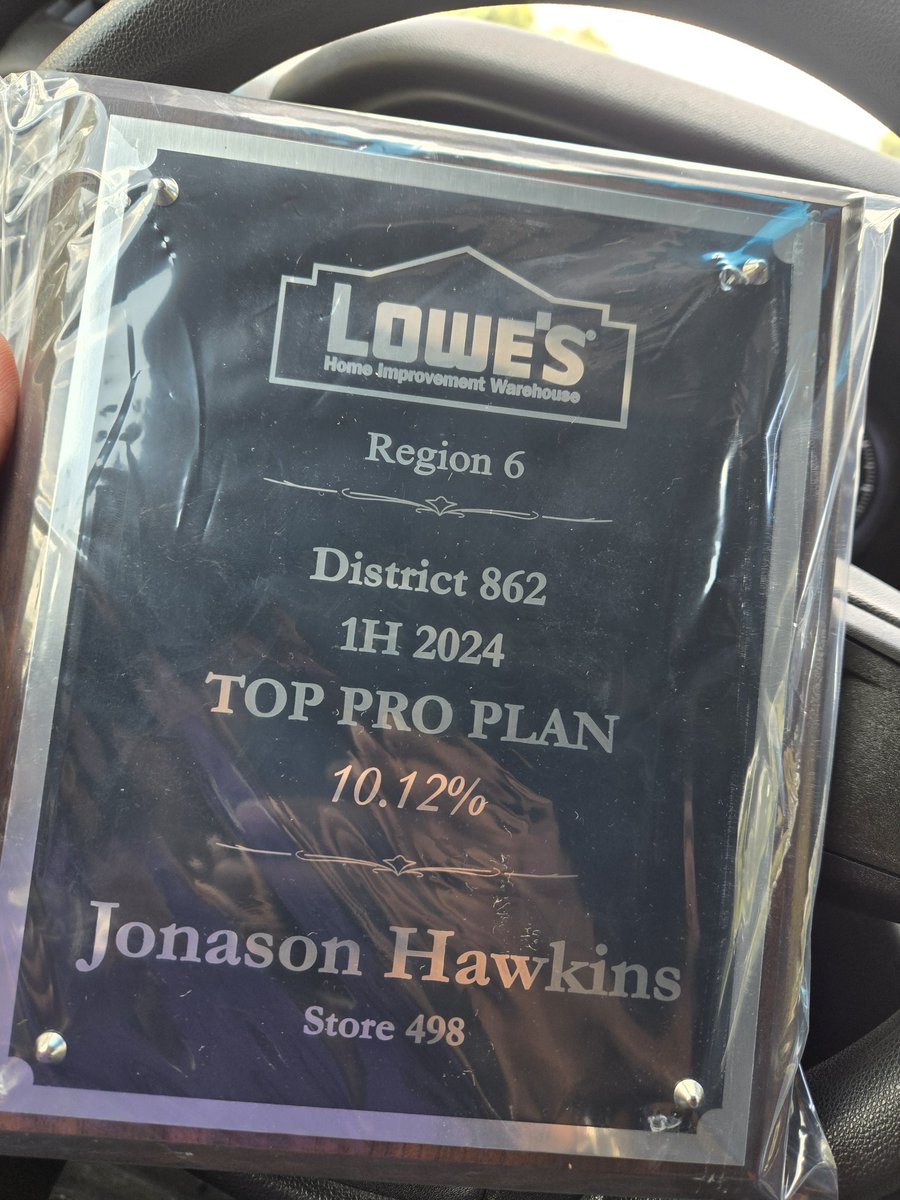 LOWE'S®
Home Improvement Warehouse
Region 6
District 862
1H 2024
TOP PRO PLAN
10.12%
Jonason Hawkins
Store 498